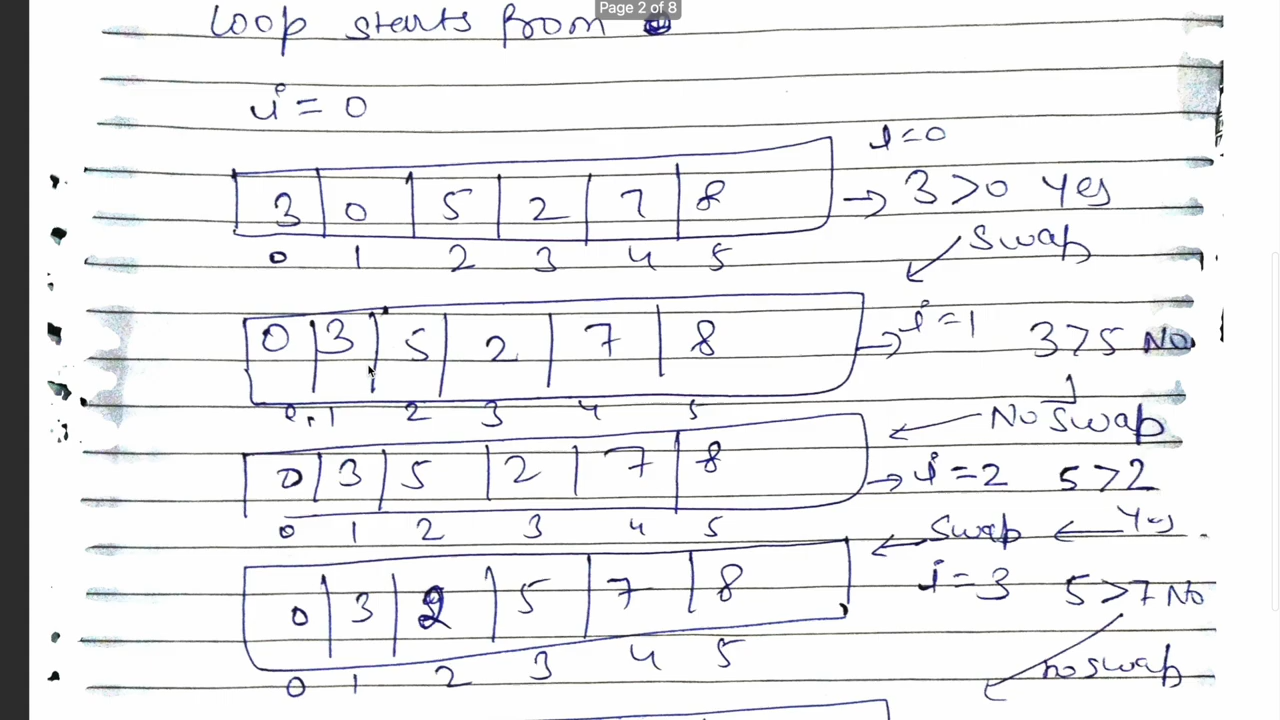 Page 2 of 8
Loop starts from
i = 0
i=0
3 0 5 2 7 8 → 3>0 Yes
0 1 2 3 4 5
Swap
0 3 5 2 7 8 → i=1 3>5 No
0 1 2 3 4 5
No swap
0 3 5 2 7 8 → i=2 5>2
0 1 2 3 4 5
Swap ← Yes
0 3 2 5 7 8 i=3 5>7 No
0 1 2 3 4 5
no swap